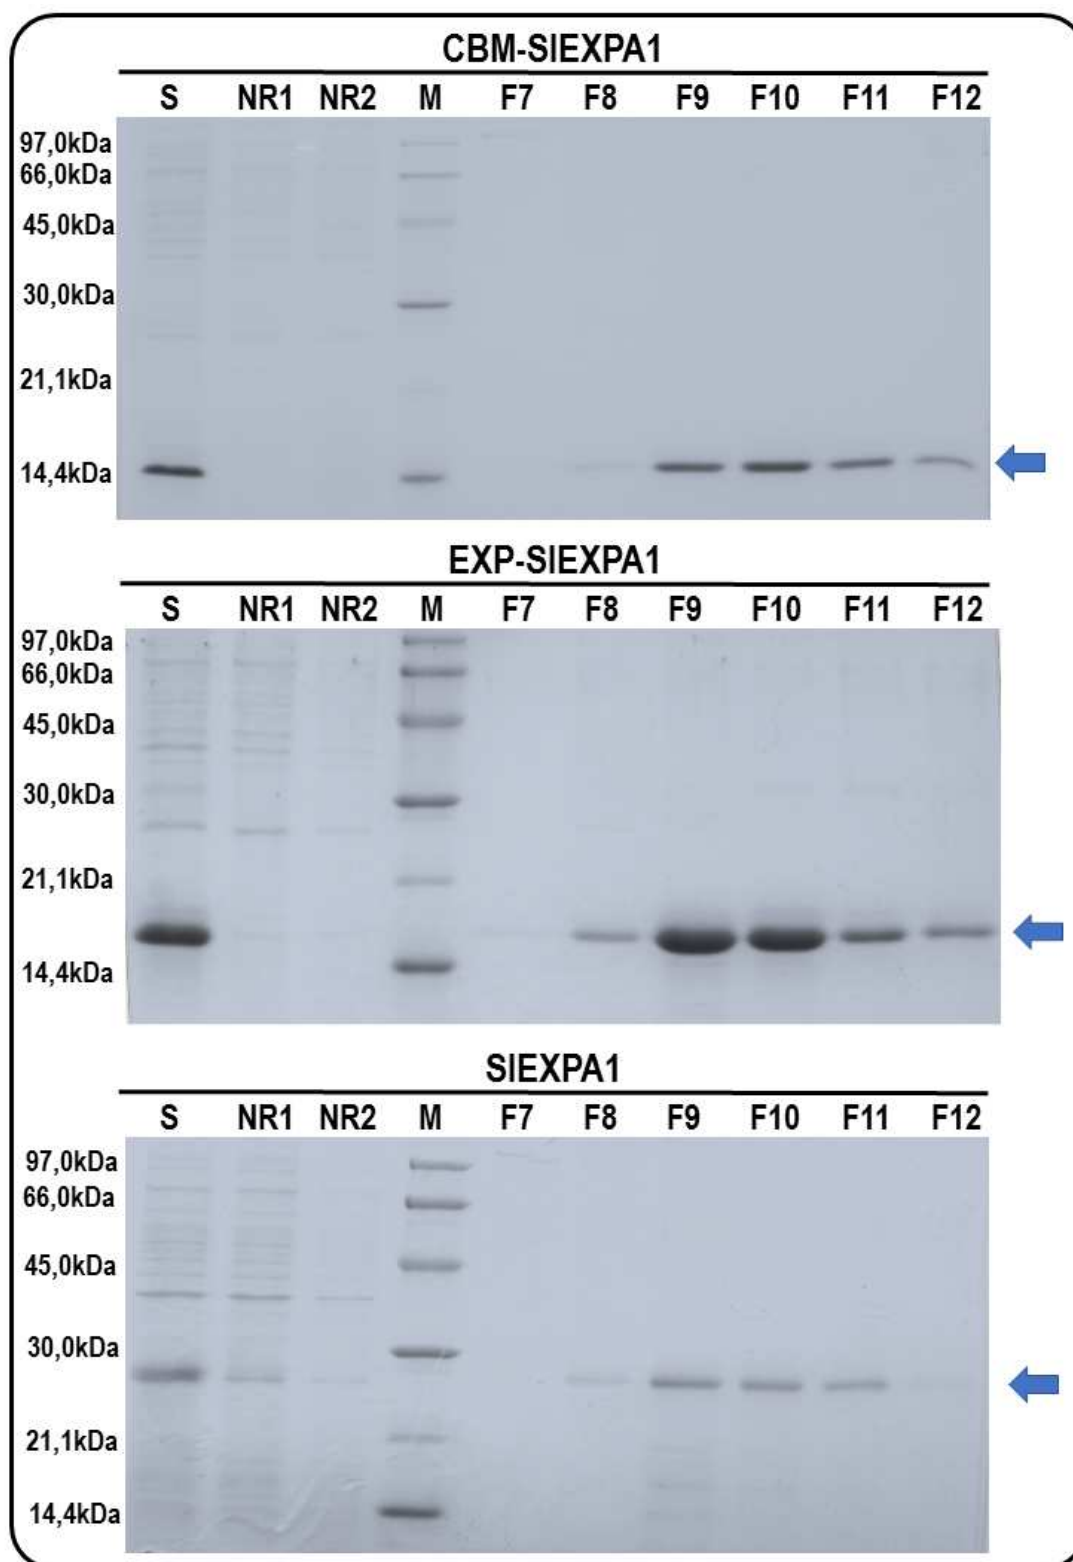 CBM-SlEXPA1
S NR1 NR2 M F7 F8 F9 F10 F11 F12
97,0kDa
66,0kDa
45,0kDa
30,0kDa
21,1kDa
14,4kDa
EXP-SlEXPA1
S NR1 NR2 M F7 F8 F9 F10 F11 F12
97,0kDa
66,0kDa
45,0kDa
30,0kDa
21,1kDa
14,4kDa
SlEXPA1
S NR1 NR2 M F7 F8 F9 F10 F11 F12
97,0kDa
66,0kDa
45,0kDa
30,0kDa
21,1kDa
14,4kDa